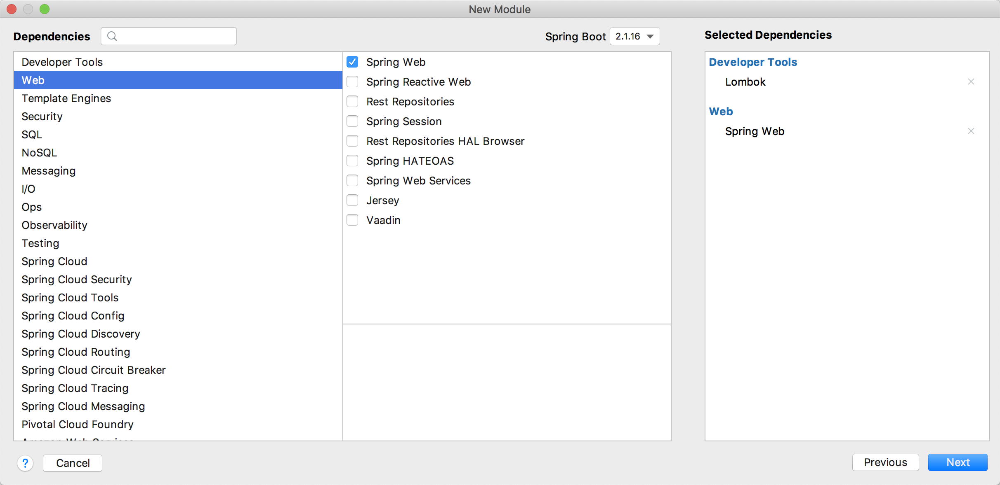 New Module
Dependencies
Spring Boot 2.1.16
Selected Dependencies
Developer Tools
Web
Template Engines
Security
SQL
NoSQL
Messaging
I/O
Ops
Observability
Testing
Spring Cloud
Spring Cloud Security
Spring Cloud Tools
Spring Cloud Config
Spring Cloud Discovery
Spring Cloud Routing
Spring Cloud Circuit Breaker
Spring Cloud Tracing
Spring Cloud Messaging
Pivotal Cloud Foundry
Amazon Web Services
Spring Web
Spring Reactive Web
Rest Repositories
Spring Session
Rest Repositories HAL Browser
Spring HATEOAS
Spring Web Services
Jersey
Vaadin
Developer Tools
Lombok
Web
Spring Web
?
Cancel
Previous
Next